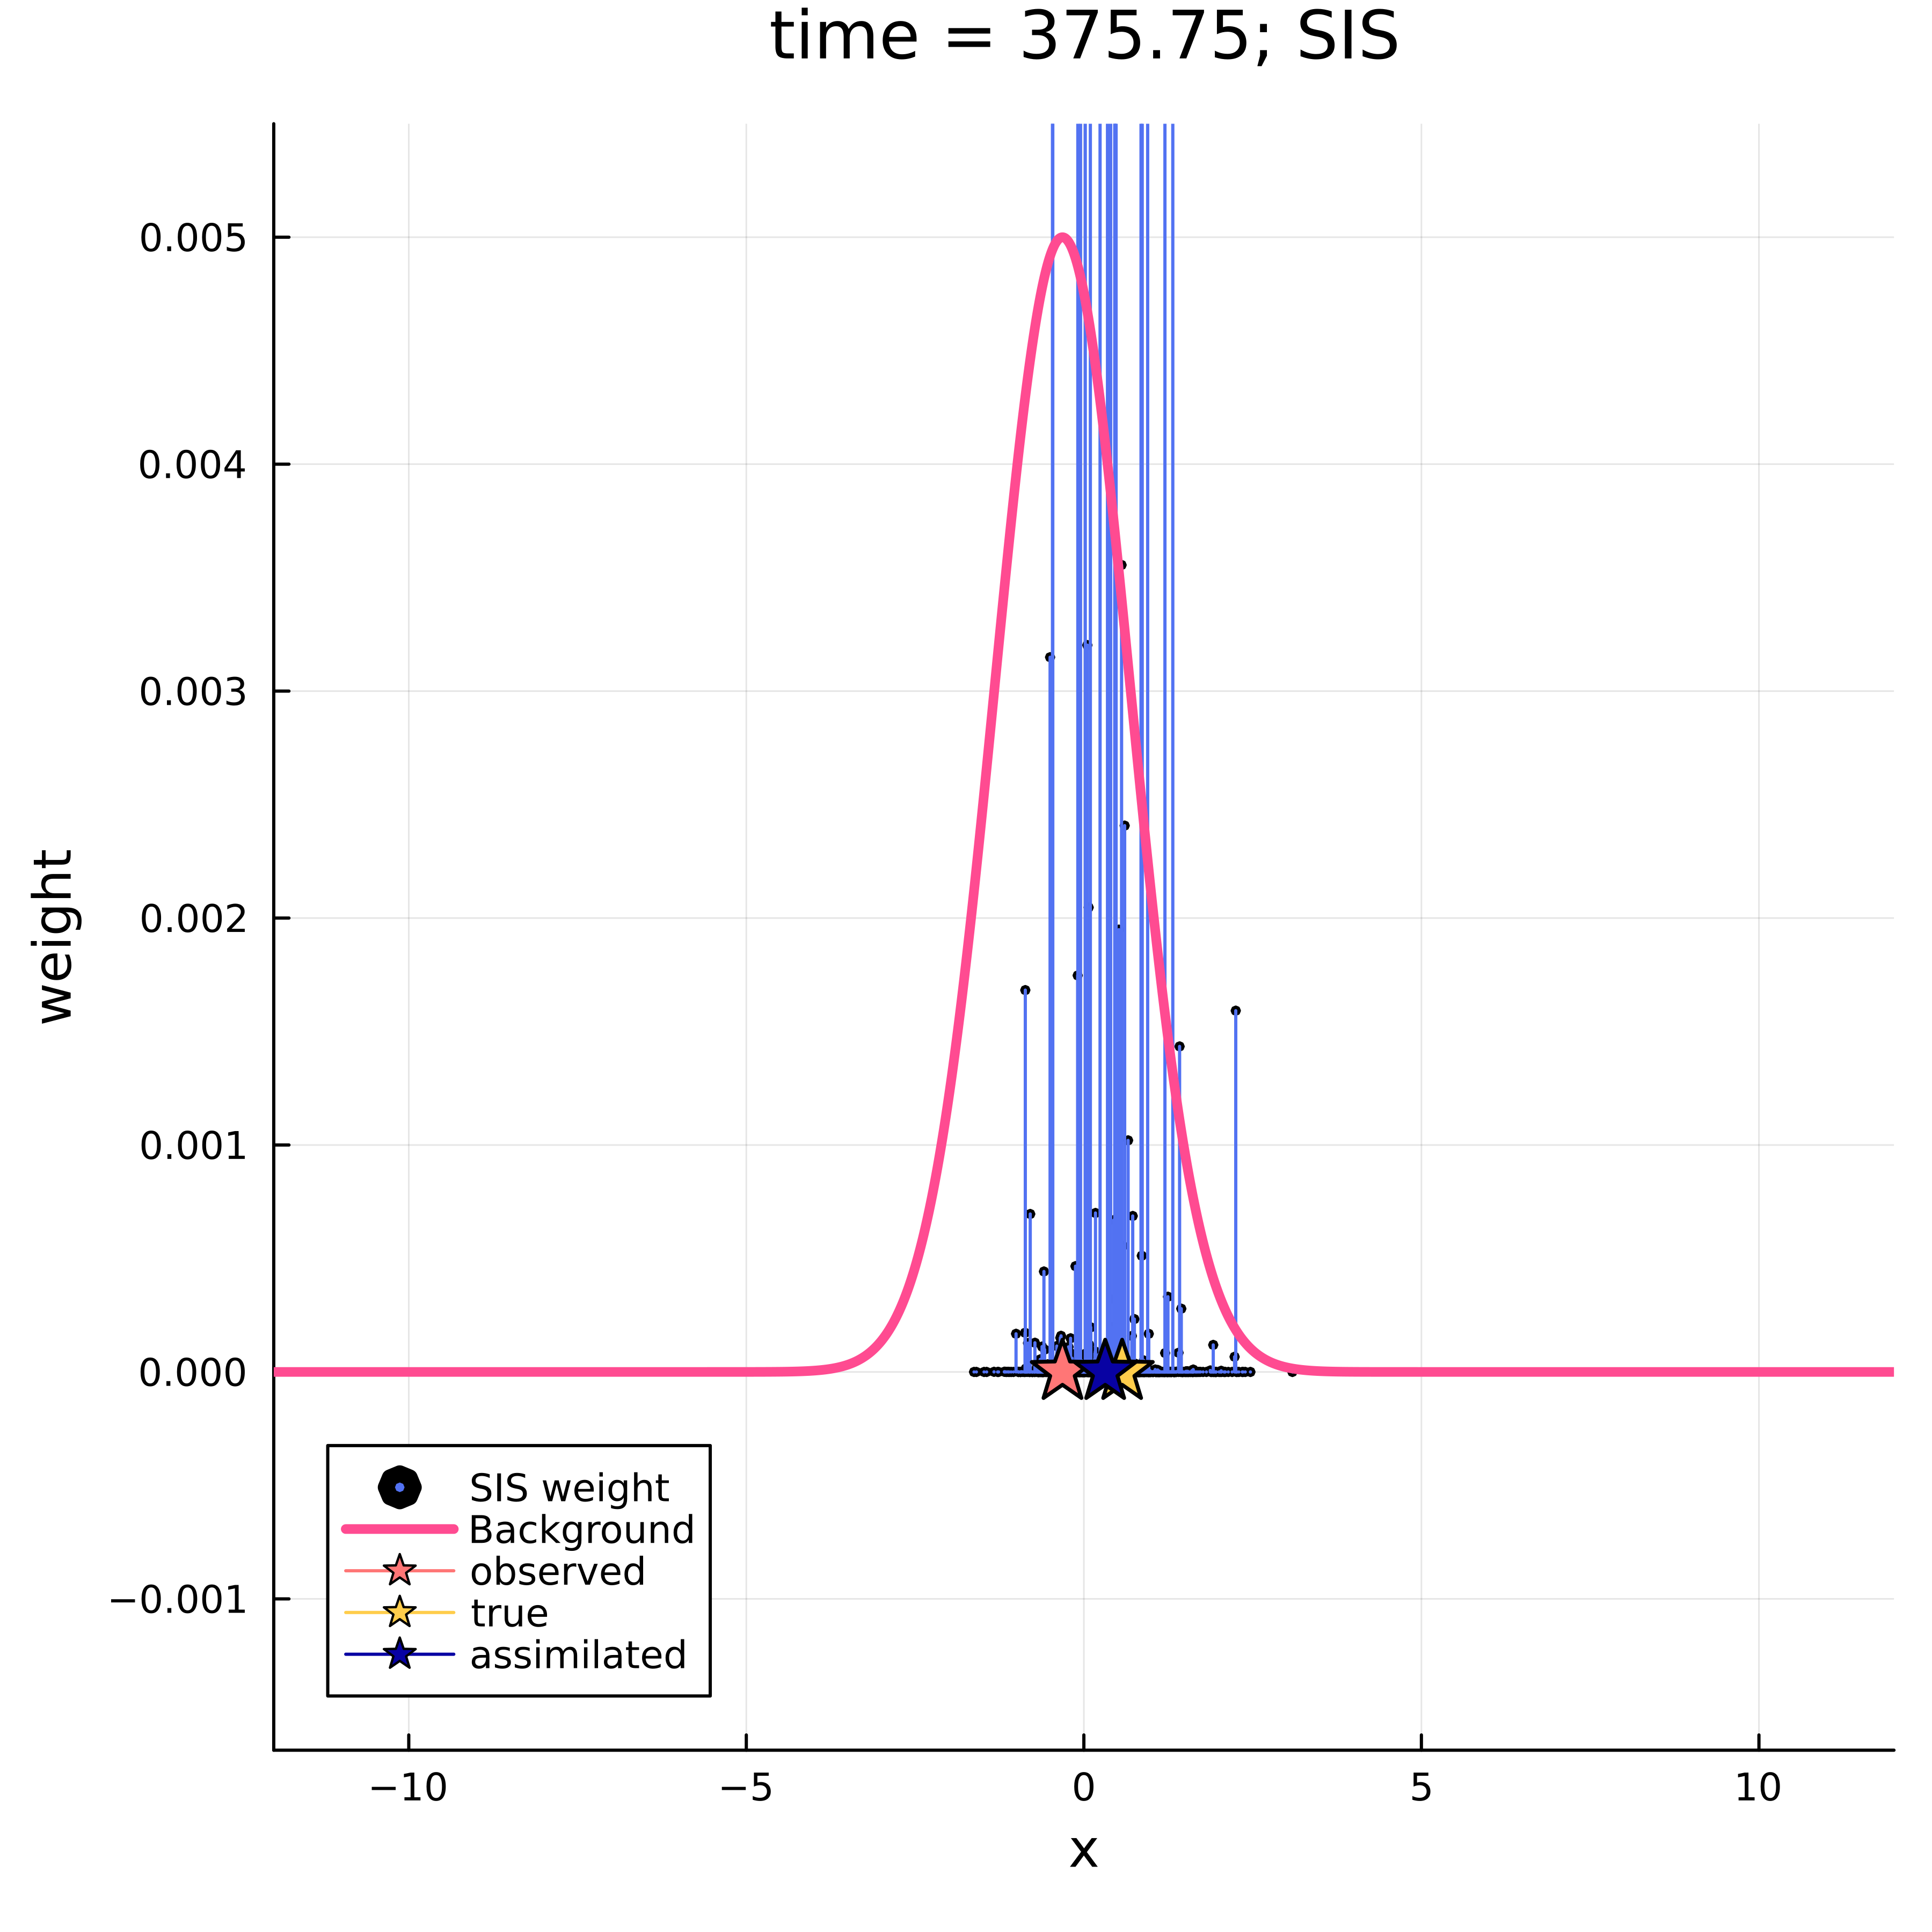 time = 375.75; SIS
0.005
0.004
0.003
0.002
0.001
0.000
−0.001
weight
SIS weight
Background
observed
true
assimilated
−10
−5
0
5
10
x